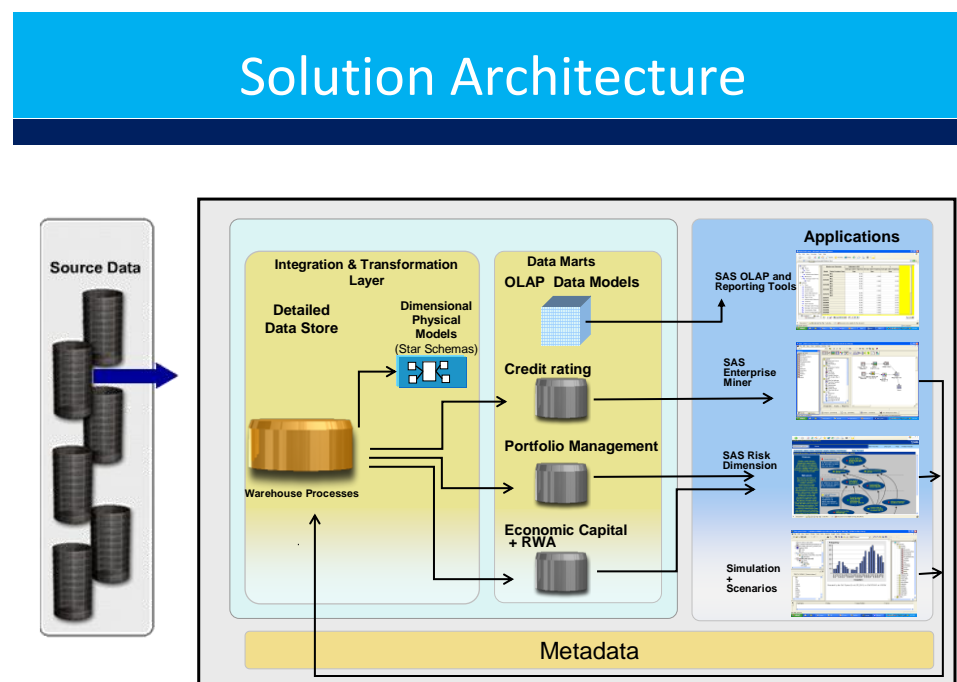 Solution Architecture
Source Data
Integration & Transformation
Layer
Detailed
Data Store
Dimensional
Physical
Models
(Star Schemas)
Warehouse Processes
Data Marts
OLAP Data Models
Credit rating
Portfolio Management
Economic Capital
+ RWA
Applications
SAS OLAP and
Reporting Tools
SAS
Enterprise
Miner
SAS Risk
Dimension
Simulation
+
Scenarios
Metadata